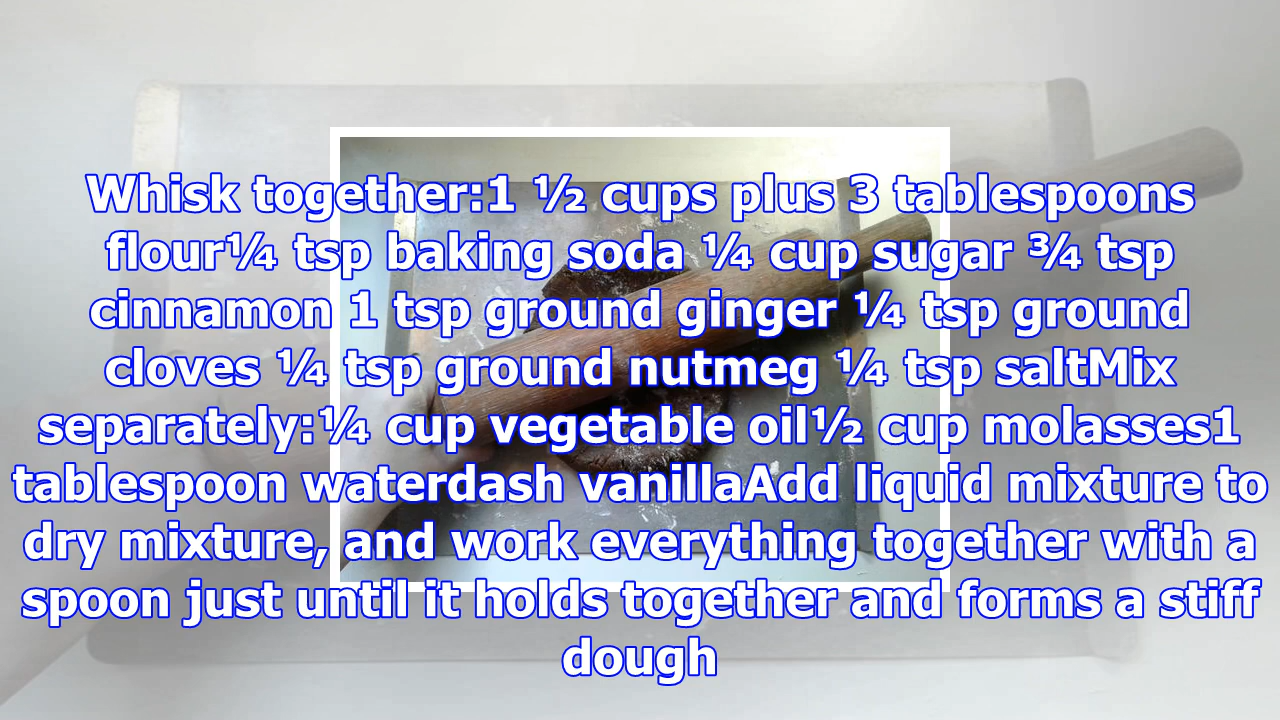 Whisk together:1 ½ cups plus 3 tablespoons
flour¼ tsp baking soda ¼ cup sugar ¾ tsp
cinnamon 1 tsp ground ginger ¼ tsp ground
cloves ¼ tsp ground nutmeg ¼ tsp saltMix
separately:¼ cup vegetable oil½ cup molasses1
tablespoon waterdash vanillaAdd liquid mixture to
dry mixture, and work everything together with a
spoon just until it holds together and forms a stiff
dough